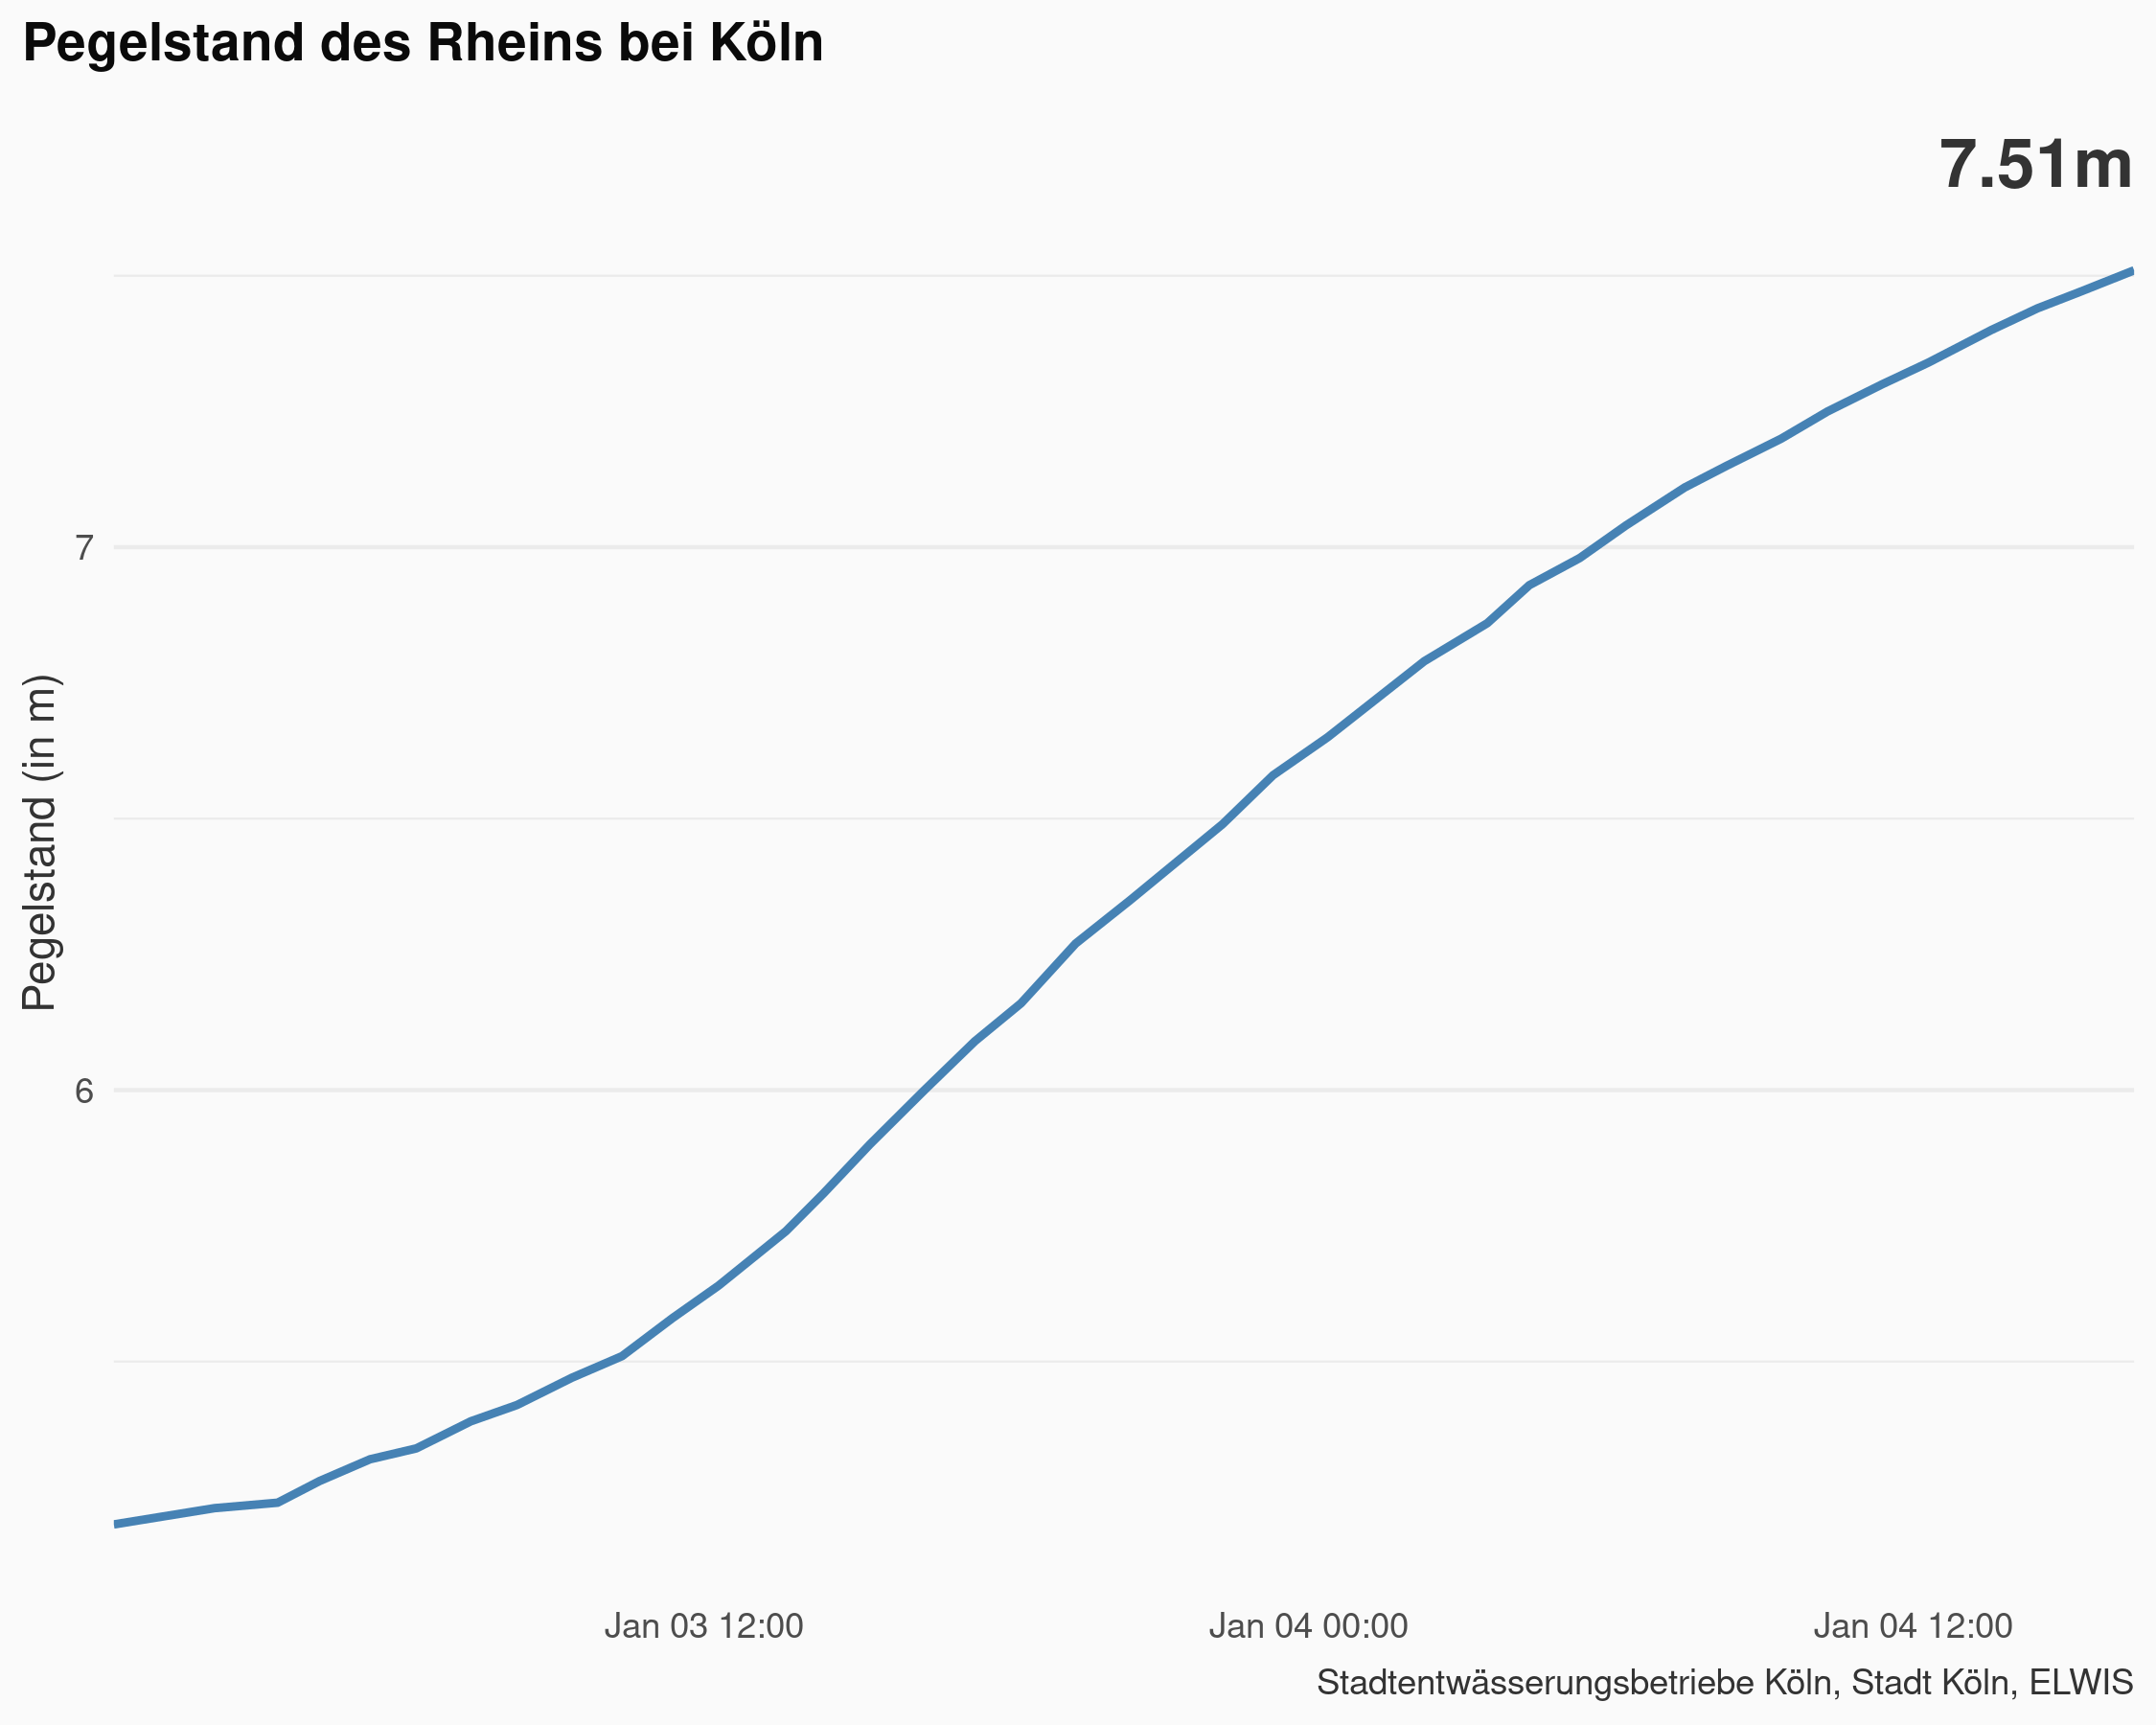 Pegelstand des Rheins bei Köln
7.51m
Pegelstand (in m)
7
6
Jan 03 12:00
Jan 04 00:00
Jan 04 12:00
Stadtentwässerungsbetriebe Köln, Stadt Köln, ELWIS